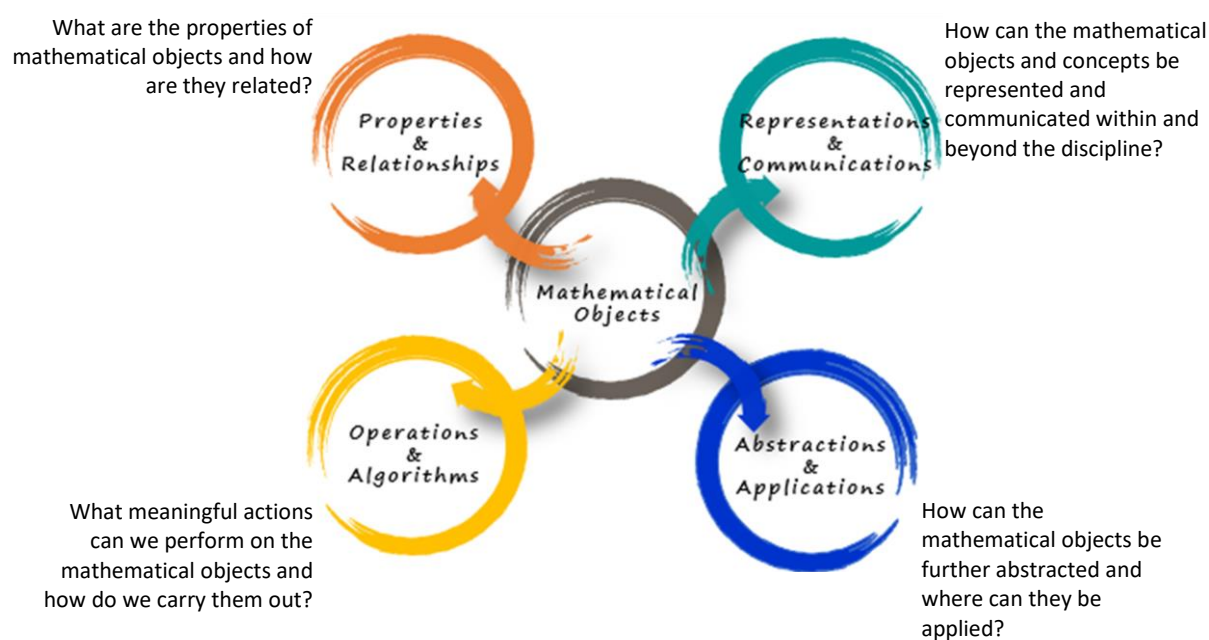 What are the properties of
mathematical objects and how
are they related?
Properties
&
Relationships
Representations
&
Communications
How can the mathematical
objects and concepts be
represented and
communicated within and
beyond the discipline?
Mathematical
Objects
Operations
&
Algorithms
What meaningful actions
can we perform on the
mathematical objects and
how do we carry them out?
Abstractions
&
Applications
How can the
mathematical objects be
further abstracted and
where can they be
applied?